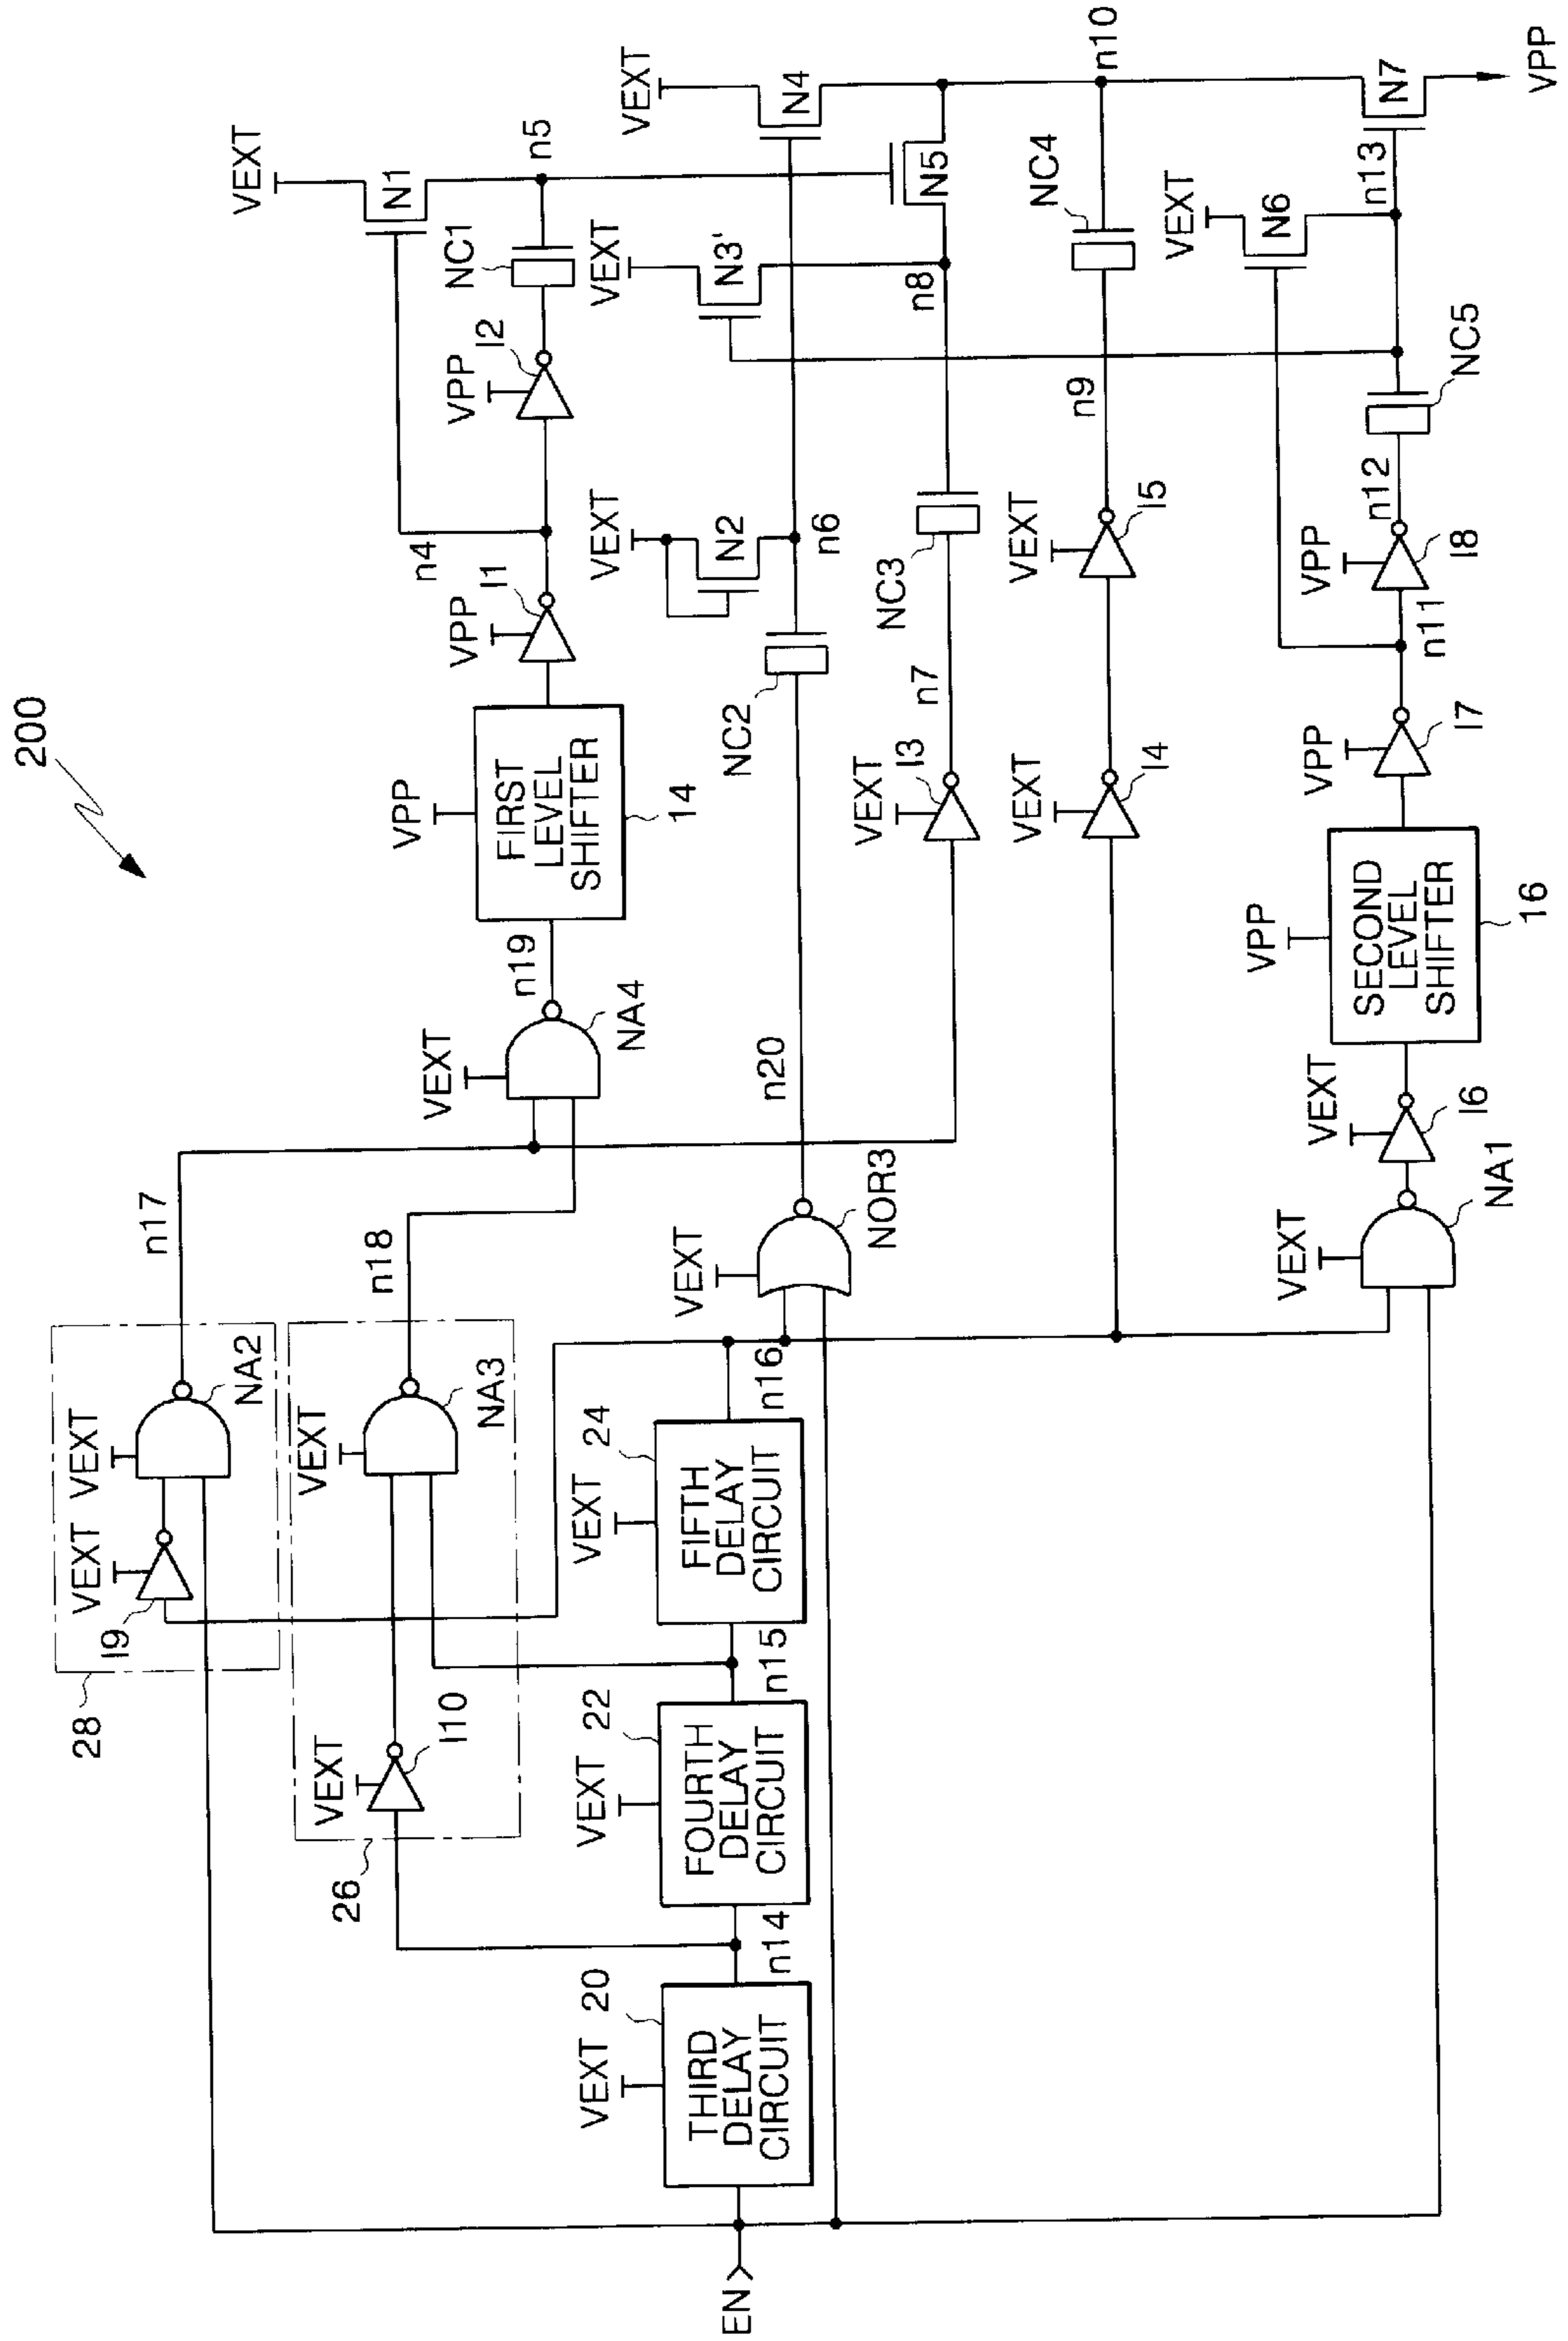 200
VEXT
N1
n5
NC1
VPP
I2
n4
VPP
I1
VPP
FIRST
LEVEL
SHIFTER
14
n19
VEXT
NA4
n17
n18
VEXT
NA2
VEXT
I9
28
VEXT
NA3
VEXT
I10
26
VEXT
N4
VEXT
N3'
N5
n8
n10
VEXT
N2
n6
NC2
NC3
n7
VEXT
I3
n20
VEXT
NOR3
n16
VEXT
24
FIFTH
DELAY
CIRCUIT
n15
VEXT
22
FOURTH
DELAY
CIRCUIT
n14
VEXT
20
THIRD
DELAY
CIRCUIT
EN
NC4
n9
VEXT
I5
VEXT
I4
N7
VPP
n13
VEXT
N6
NC5
n12
VPP
I8
n11
VPP
I7
VPP
SECOND
LEVEL
SHIFTER
16
VEXT
I6
VEXT
NA1